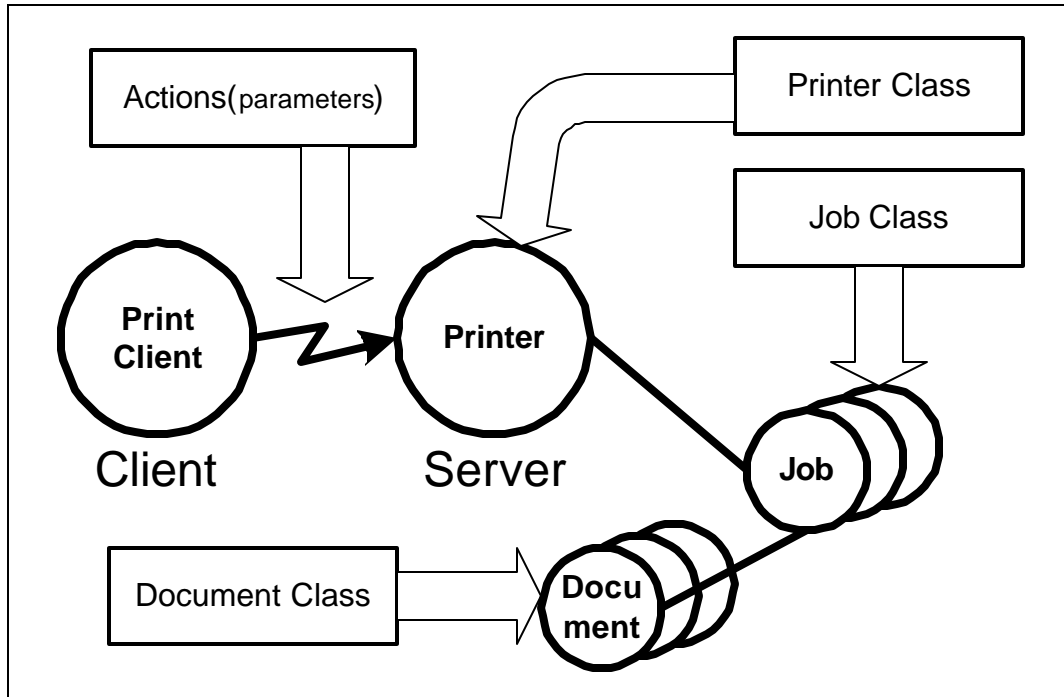 Actions(parameters)
Printer Class
Job Class
Print
Client
Printer
Client
Server
Job
Document Class
Docu
ment